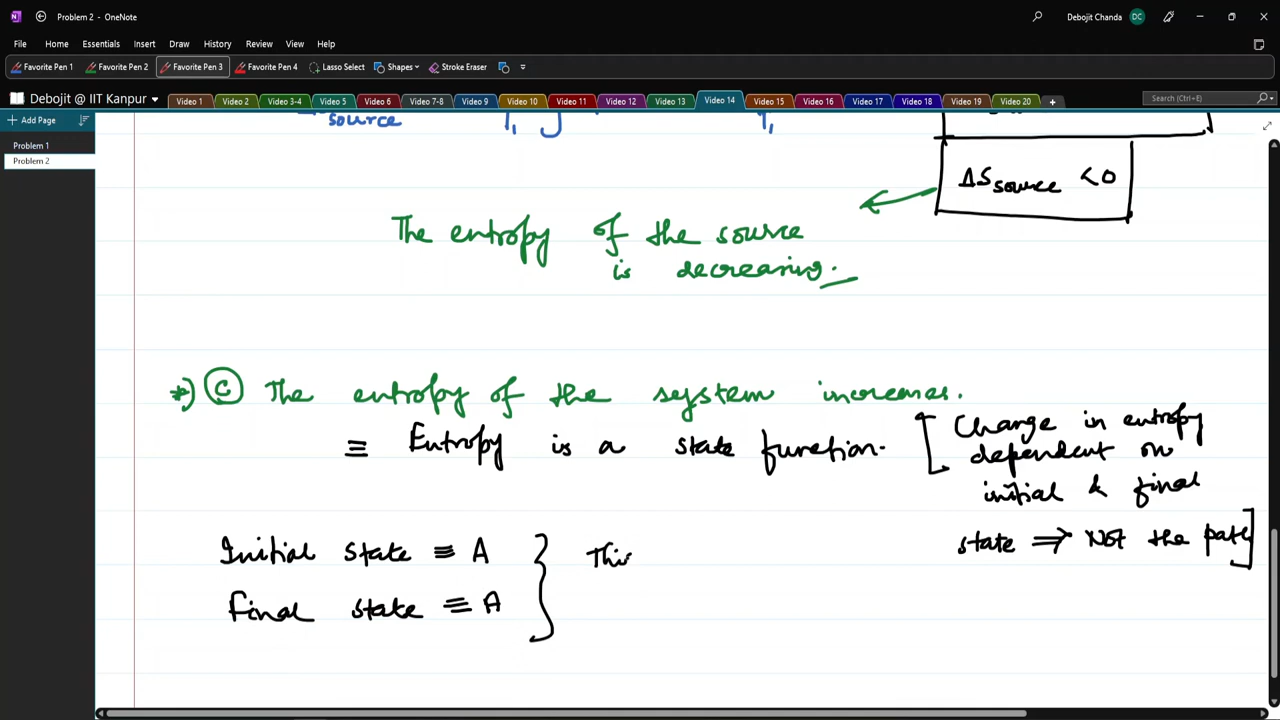 Problem 2 - OneNote
Debojit Chanda DC
File Home Essentials Insert Draw History Review View Help
Favorite Pen 1 Favorite Pen 2 Favorite Pen 3 Favorite Pen 4 Lasso Select Shapes Stroke Eraser
Debojit @ IIT Kanpur Video 1 Video 2 Video 3-4 Video 5 Video 6 Video 7-8 Video 9 Video 10 Video 11 Video 12 Video 13 Video 14 Video 15 Video 16 Video 17 Video 18 Video 19 Video 20 + Search (Ctrl+E)
+ Add Page
Problem 1
Problem 2
source T₁ T₁
ΔSsource <0
The entropy of the source
is decreasing.
*) C The entropy of the system increases.
≡ Entropy is a state function.
[Change in entropy
dependent on
initial & final
state ⇒ Not the path]
Initial state ≡ A } This
Final state ≡ A